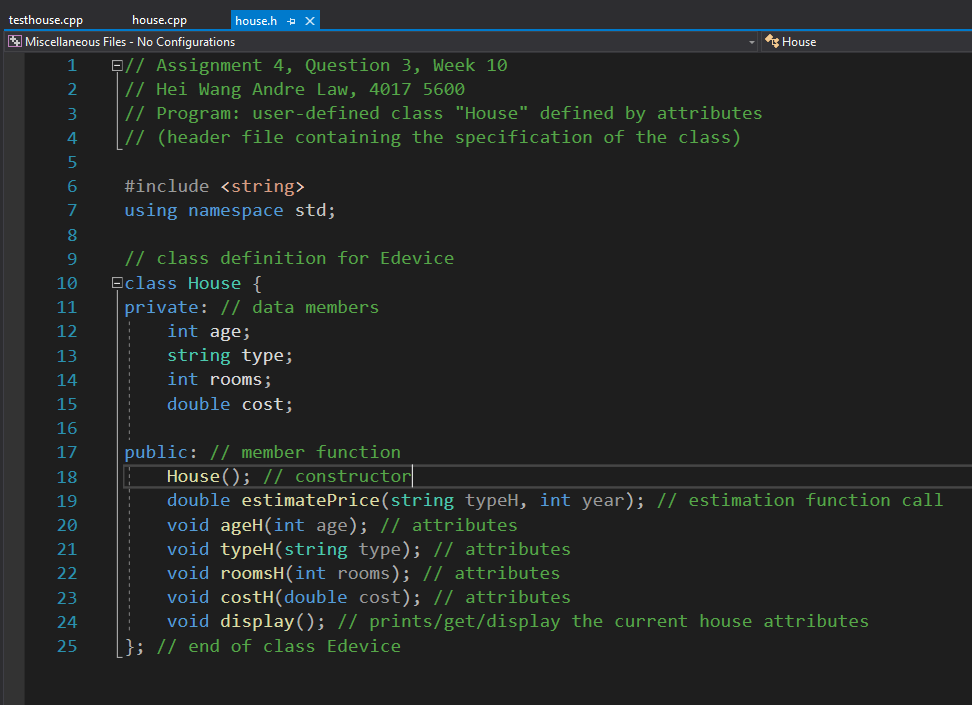 testhouse.cpp house.cpp house.h
Miscellaneous Files - No Configurations House
1 // Assignment 4, Question 3, Week 10
2 // Hei Wang Andre Law, 4017 5600
3 // Program: user-defined class "House" defined by attributes
4 // (header file containing the specification of the class)
5
6 #include <string>
7 using namespace std;
8
9 // class definition for Edevice
10 class House {
11 private: // data members
12 int age;
13 string type;
14 int rooms;
15 double cost;
16
17 public: // member function
18 House(); // constructor
19 double estimatePrice(string typeH, int year); // estimation function call
20 void ageH(int age); // attributes
21 void typeH(string type); // attributes
22 void roomsH(int rooms); // attributes
23 void costH(double cost); // attributes
24 void display(); // prints/get/display the current house attributes
25 }; // end of class Edevice